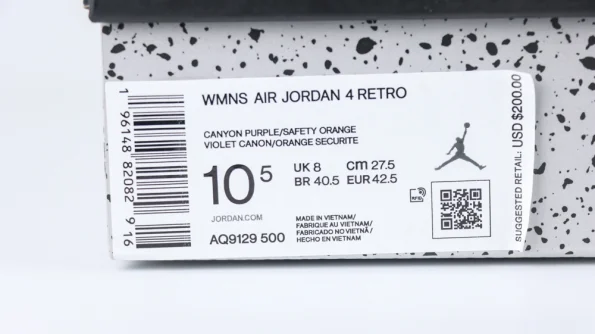 WMNS AIR JORDAN 4 RETRO
CANYON PURPLE/SAFETY ORANGE
VIOLET CANON/ORANGE SECURITE
10 5
UK 8 cm 27.5
BR 40.5 EUR 42.5
JORDAN.COM
AQ9129 500
MADE IN VIETNAM/
FABRIQUE AU VIETNAM/
FABRICADO NO VIETNÃ/
HECHO EN VIETNAM
RFID
1 96148 82082 9 16
SUGGESTED RETAIL: USD $200.00